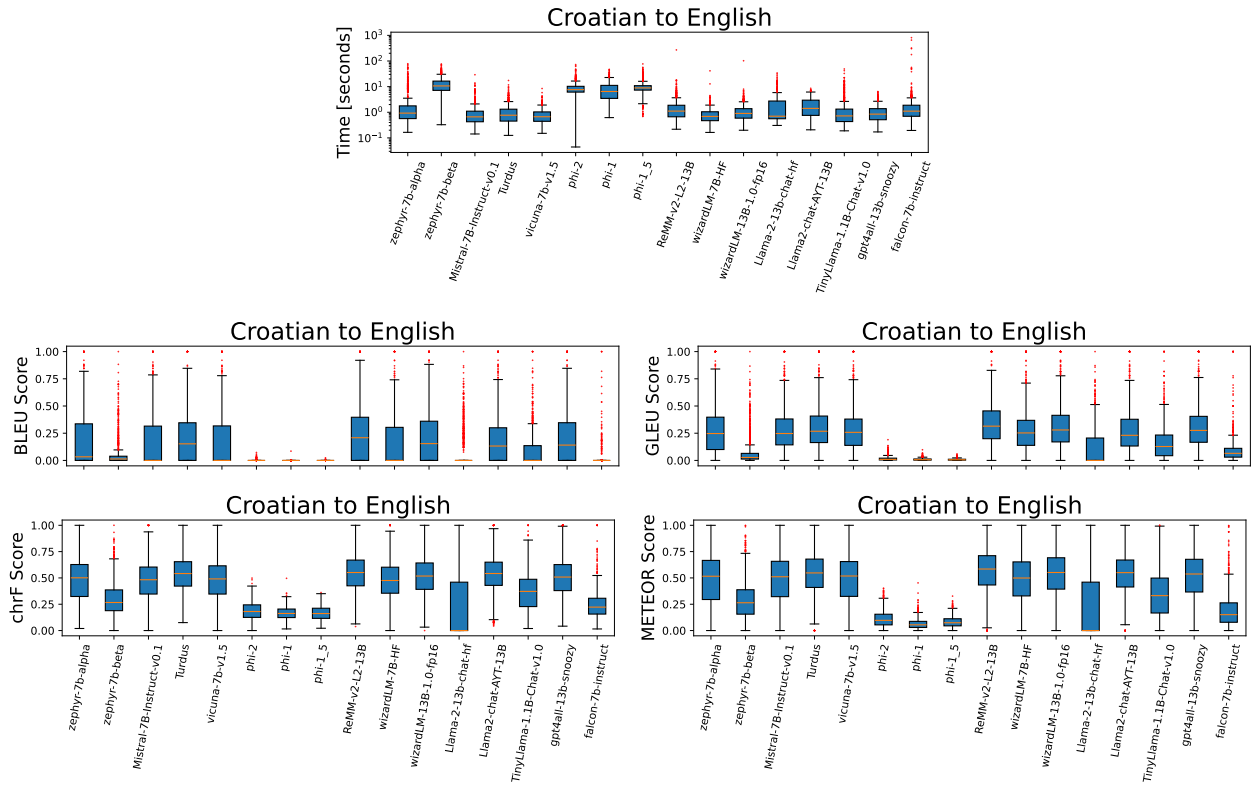 Croatian to English
Time [seconds]
10³
10²
10¹
10⁰
10⁻¹
zephyr-7b-alpha
zephyr-7b-beta
Mistral-7B-Instruct-v0.1
Turdus
vicuna-7b-v1.5
phi-2
phi-1
phi-1_5
ReMM-v2-L2-13B
wizardLM-7B-HF
wizardLM-13B-1.0-fp16
Llama-2-13b-chat-hf
Llama2-chat-AYT-13B
TinyLlama-1.1B-Chat-v1.0
gpt4all-13b-snoozy
falcon-7b-instruct
Croatian to English
BLEU Score
1.00
0.75
0.50
0.25
0.00
Croatian to English
GLEU Score
1.00
0.75
0.50
0.25
0.00
Croatian to English
chrF Score
1.00
0.75
0.50
0.25
0.00
zephyr-7b-alpha
zephyr-7b-beta
Mistral-7B-Instruct-v0.1
Turdus
vicuna-7b-v1.5
phi-2
phi-1
phi-1_5
ReMM-v2-L2-13B
wizardLM-7B-HF
wizardLM-13B-1.0-fp16
Llama-2-13b-chat-hf
Llama2-chat-AYT-13B
TinyLlama-1.1B-Chat-v1.0
gpt4all-13b-snoozy
falcon-7b-instruct
Croatian to English
METEOR Score
1.00
0.75
0.50
0.25
0.00
zephyr-7b-alpha
zephyr-7b-beta
Mistral-7B-Instruct-v0.1
Turdus
vicuna-7b-v1.5
phi-2
phi-1
phi-1_5
ReMM-v2-L2-13B
wizardLM-7B-HF
wizardLM-13B-1.0-fp16
Llama-2-13b-chat-hf
Llama2-chat-AYT-13B
TinyLlama-1.1B-Chat-v1.0
gpt4all-13b-snoozy
falcon-7b-instruct